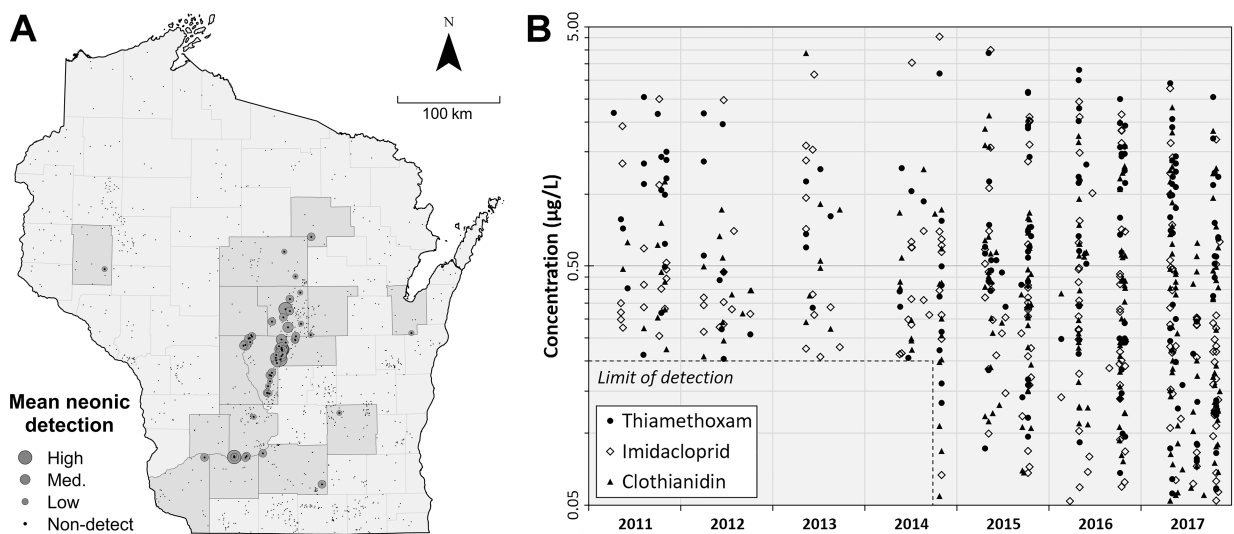 A
N
100 km
Mean neonic
detection
High
Med.
Low
Non-detect
B
Concentration (µg/L)
5.00
0.50
0.05
Limit of detection
Thiamethoxam
Imidacloprid
Clothianidin
2011 2012 2013 2014 2015 2016 2017